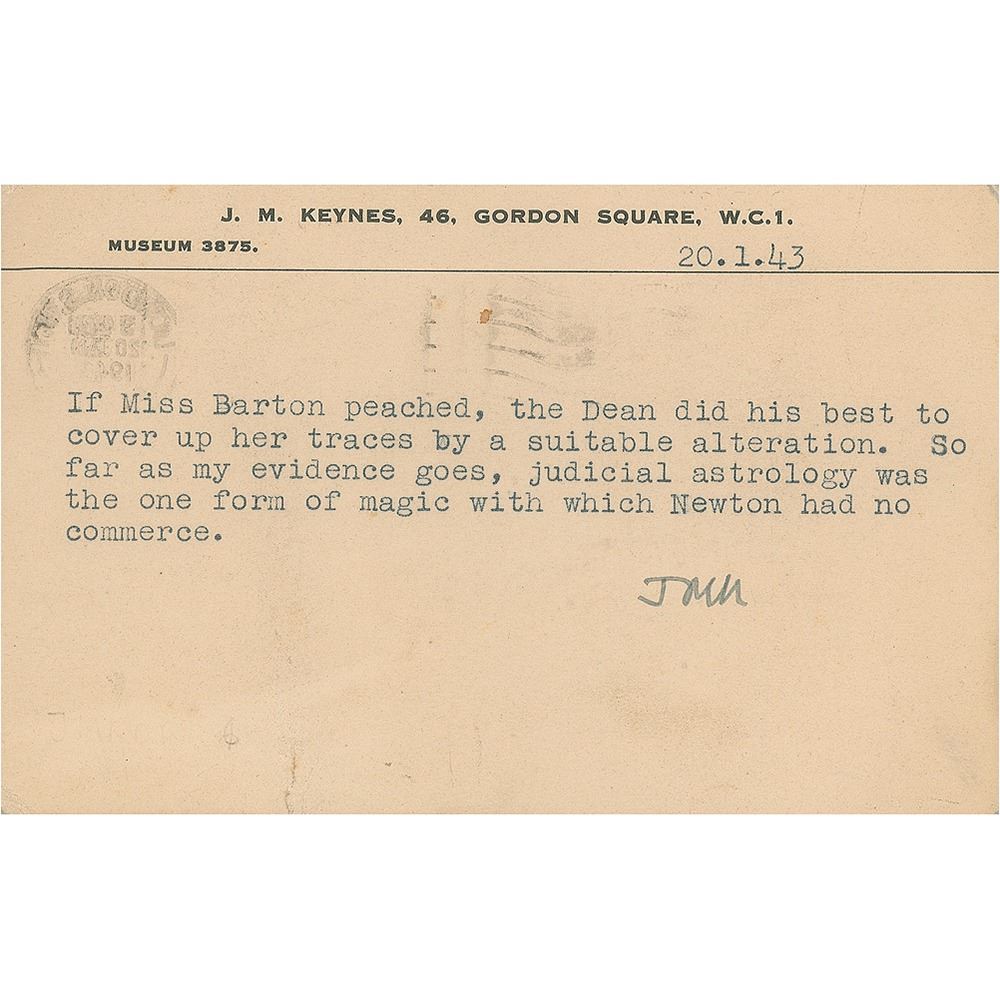 J. M. KEYNES, 46, GORDON SQUARE, W.C.1.
MUSEUM 3875.
20.1.43
If Miss Barton peached, the Dean did his best to
cover up her traces by a suitable alteration. So
far as my evidence goes, judicial astrology was
the one form of magic with which Newton had no
commerce.
JMK